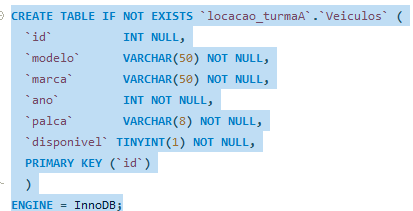 CREATE TABLE IF NOT EXISTS `locacao_turmaA`.`Veiculos` (
`id` INT NULL,
`modelo` VARCHAR(50) NOT NULL,
`marca` VARCHAR(50) NOT NULL,
`ano` INT NOT NULL,
`palca` VARCHAR(8) NOT NULL,
`disponivel` TINYINT(1) NOT NULL,
PRIMARY KEY (`id`)
)
ENGINE = InnoDB;